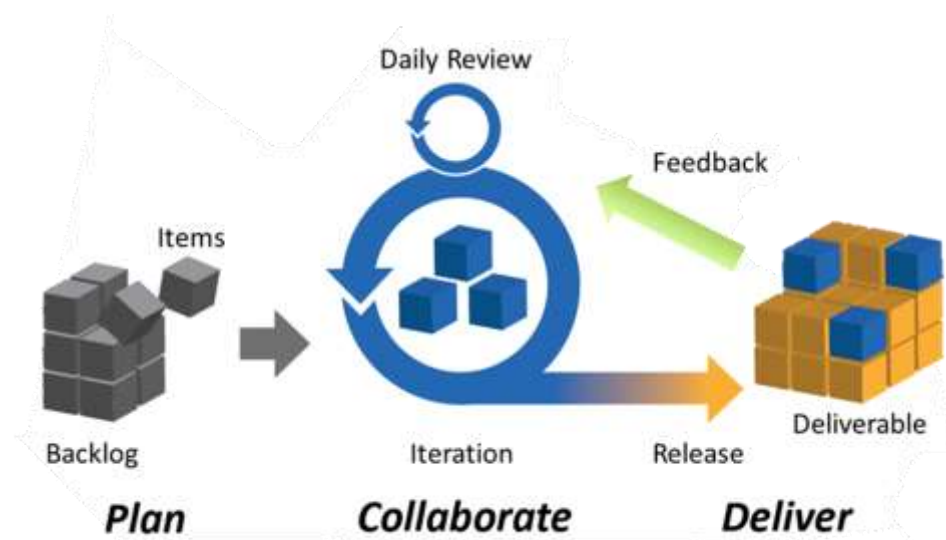 Daily Review
Feedback
Items
Deliverable
Backlog
Iteration
Release
Plan
Collaborate
Deliver